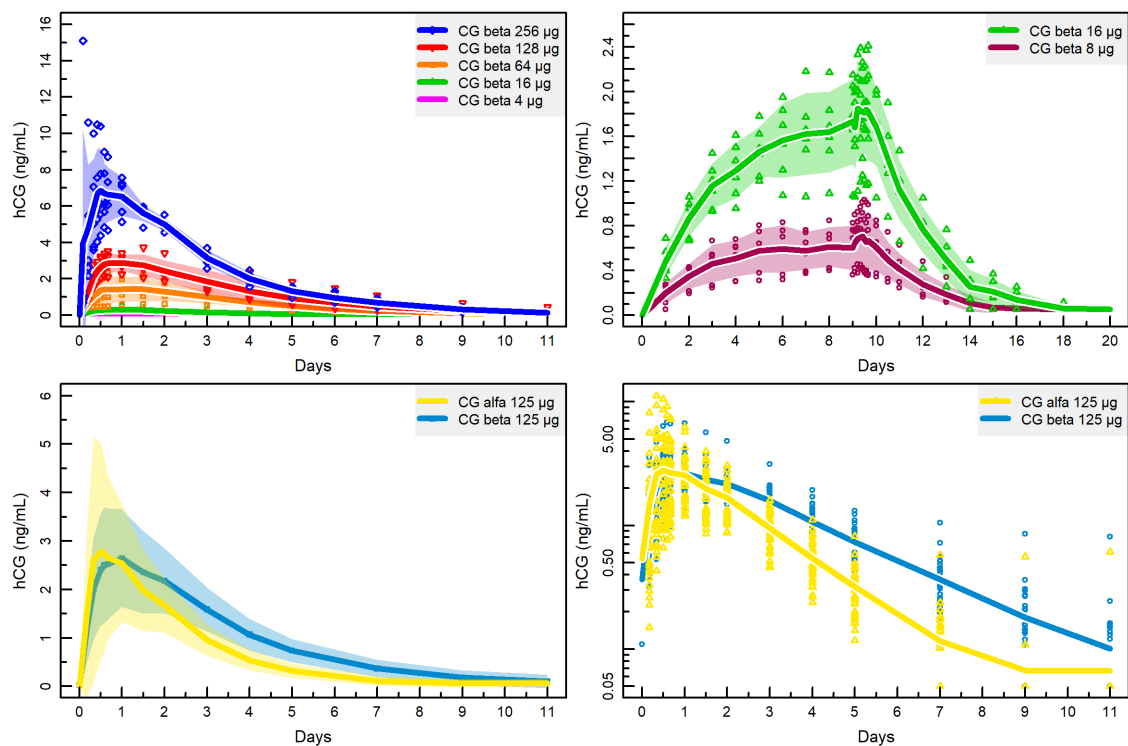 CG beta 256 µg
CG beta 128 µg
CG beta 64 µg
CG beta 16 µg
CG beta 4 µg
hCG (ng/mL)
16
14
12
10
8
6
4
2
0
0 1 2 3 4 5 6 7 8 9 10 11
Days
CG beta 16 µg
CG beta 8 µg
hCG (ng/mL)
2.4
2.0
1.6
1.2
0.8
0.4
0.0
0 2 4 6 8 10 12 14 16 18 20
Days
CG alfa 125 µg
CG beta 125 µg
hCG (ng/mL)
6
5
4
3
2
1
0
0 1 2 3 4 5 6 7 8 9 10 11
Days
CG alfa 125 µg
CG beta 125 µg
hCG (ng/mL)
5.00
0.50
0.05
0 1 2 3 4 5 6 7 8 9 10 11
Days